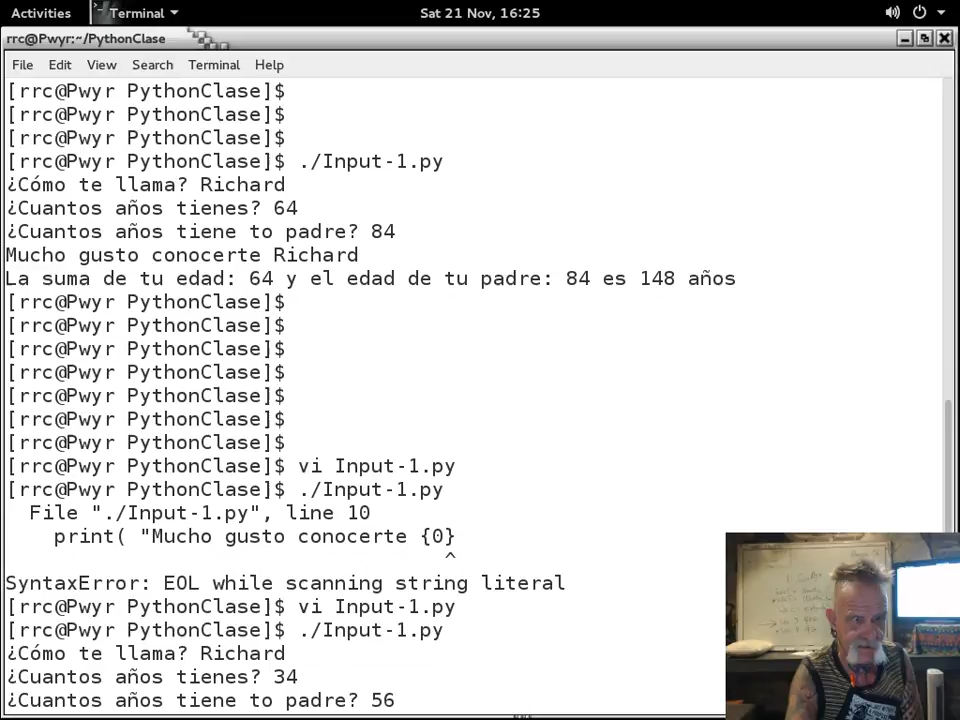 Activities Terminal Sat 21 Nov, 16:25
rrc@Pwyr:~/PythonClase
File Edit View Search Terminal Help
[rrc@Pwyr PythonClase]$
[rrc@Pwyr PythonClase]$
[rrc@Pwyr PythonClase]$
[rrc@Pwyr PythonClase]$ ./Input-1.py
¿Cómo te llama? Richard
¿Cuantos años tienes? 64
¿Cuantos años tiene to padre? 84
Mucho gusto conocerte Richard
La suma de tu edad: 64 y el edad de tu padre: 84 es 148 años
[rrc@Pwyr PythonClase]$
[rrc@Pwyr PythonClase]$
[rrc@Pwyr PythonClase]$
[rrc@Pwyr PythonClase]$
[rrc@Pwyr PythonClase]$
[rrc@Pwyr PythonClase]$
[rrc@Pwyr PythonClase]$
[rrc@Pwyr PythonClase]$ vi Input-1.py
[rrc@Pwyr PythonClase]$ ./Input-1.py
File "./Input-1.py", line 10
print( "Mucho gusto conocerte {0}
^
SyntaxError: EOL while scanning string literal
[rrc@Pwyr PythonClase]$ vi Input-1.py
[rrc@Pwyr PythonClase]$ ./Input-1.py
¿Cómo te llama? Richard
¿Cuantos años tienes? 34
¿Cuantos años tiene to padre? 56